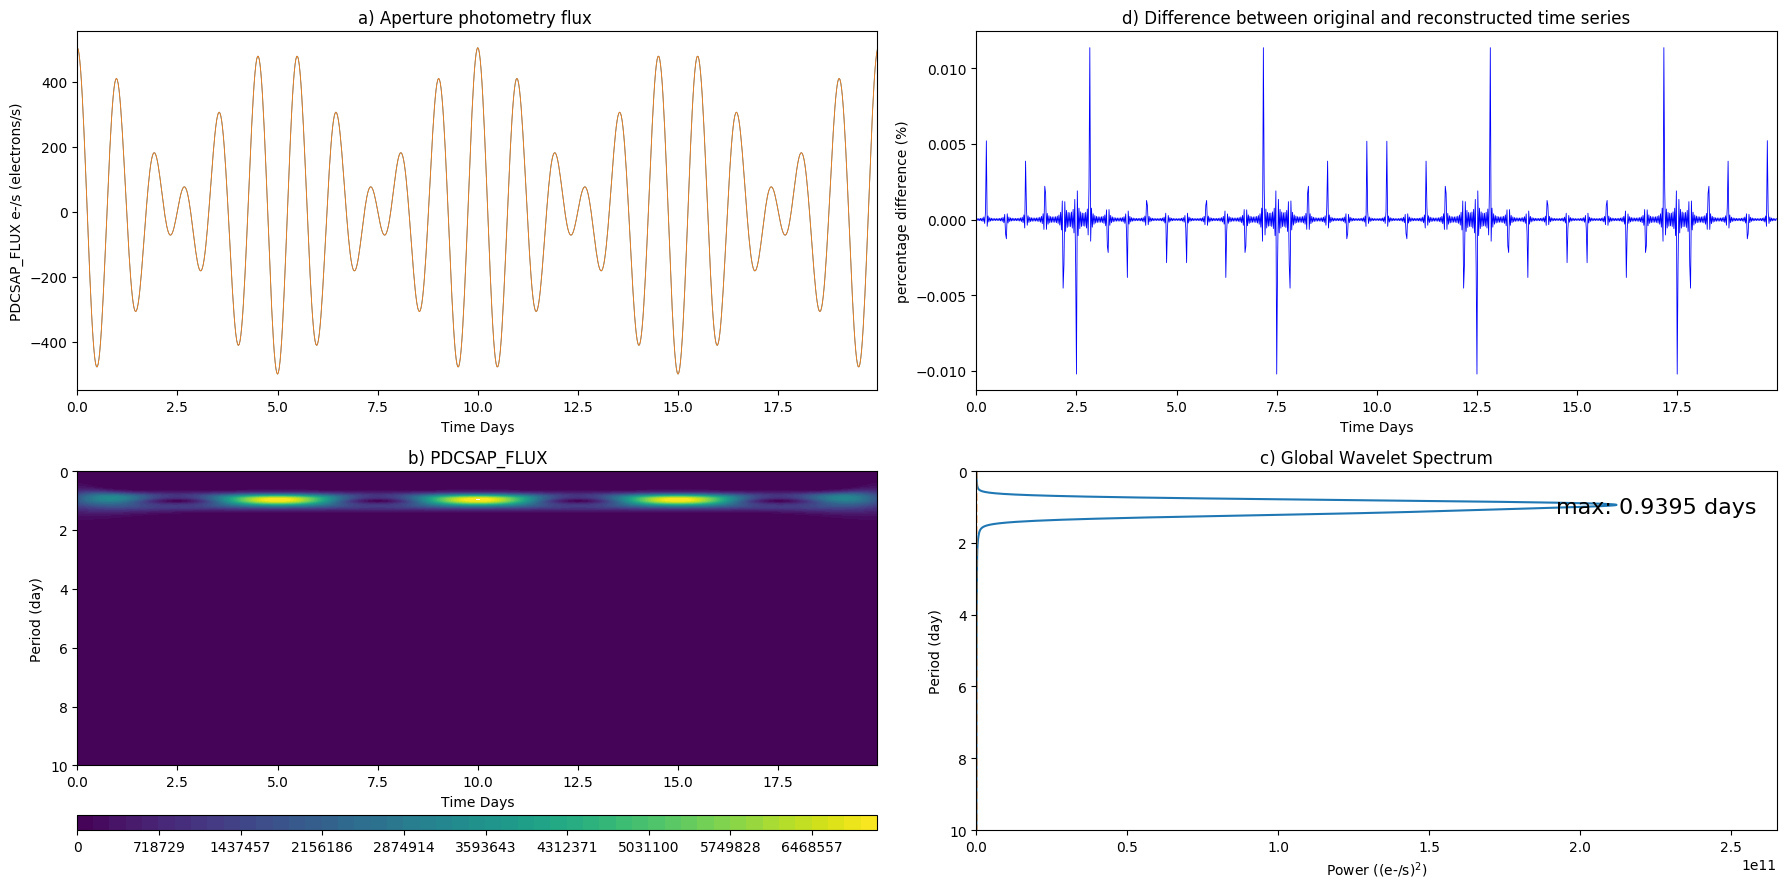 a) Aperture photometry flux
PDCSAP_FLUX e-/s (electrons/s)
400
200
0
−200
−400
0.0 2.5 5.0 7.5 10.0 12.5 15.0 17.5
Time Days
d) Difference between original and reconstructed time series
percentage difference (%)
0.010
0.005
0.000
−0.005
−0.010
0.0 2.5 5.0 7.5 10.0 12.5 15.0 17.5
Time Days
b) PDCSAP_FLUX
Period (day)
0
2
4
6
8
10
0.0 2.5 5.0 7.5 10.0 12.5 15.0 17.5
Time Days
0 718729 1437457 2156186 2874914 3593643 4312371 5031100 5749828 6468557
c) Global Wavelet Spectrum
max: 0.9395 days
Period (day)
0
2
4
6
8
10
0.0 0.5 1.0 1.5 2.0 2.5
1e11
Power ((e-/s)²)